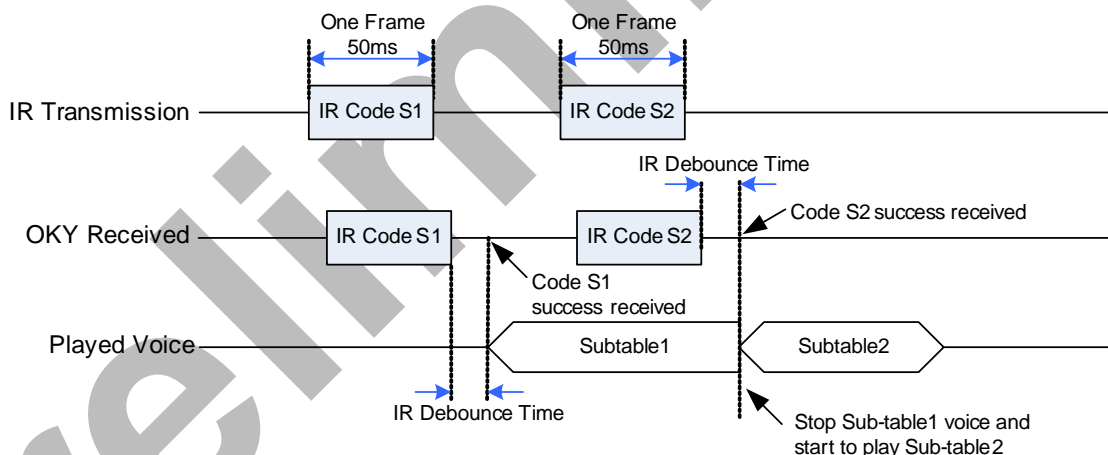 One Frame
50ms
One Frame
50ms
IR Transmission
IR Code S1
IR Code S2
IR Debounce Time
Code S2 success received
OKY Received
IR Code S1
IR Code S2
Code S1
success received
Played Voice
Subtable1
Subtable2
IR Debounce Time
Stop Sub-table1 voice and
start to play Sub-table2